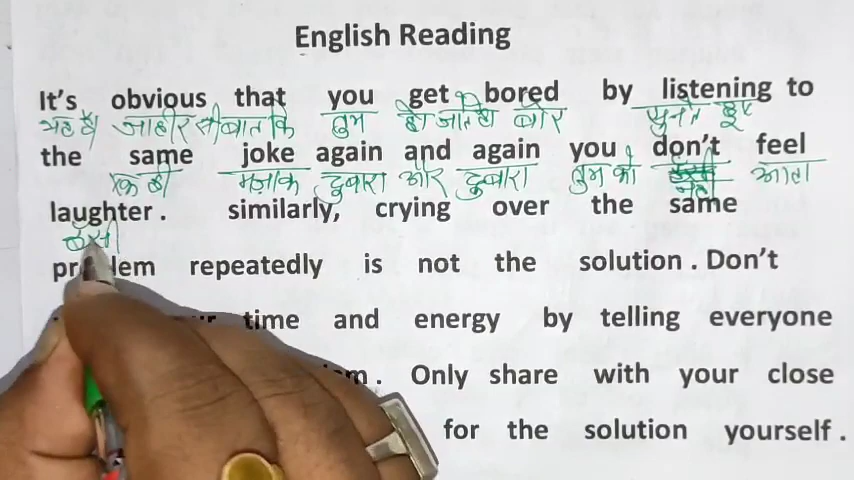 English Reading
It's obvious that you get bored by listening to
यह है जाहीर सी बात कि तुम हो जाते हो बोर सुनते हुए
the same joke again and again you don't feel
एक ही मज़ाक दुबारा और दुबारा तुम को नहीं आता
laughter. similarly, crying over the same
हँसी
problem repeatedly is not the solution. Don't
time and energy by telling everyone
Only share with your close
for the solution yourself.